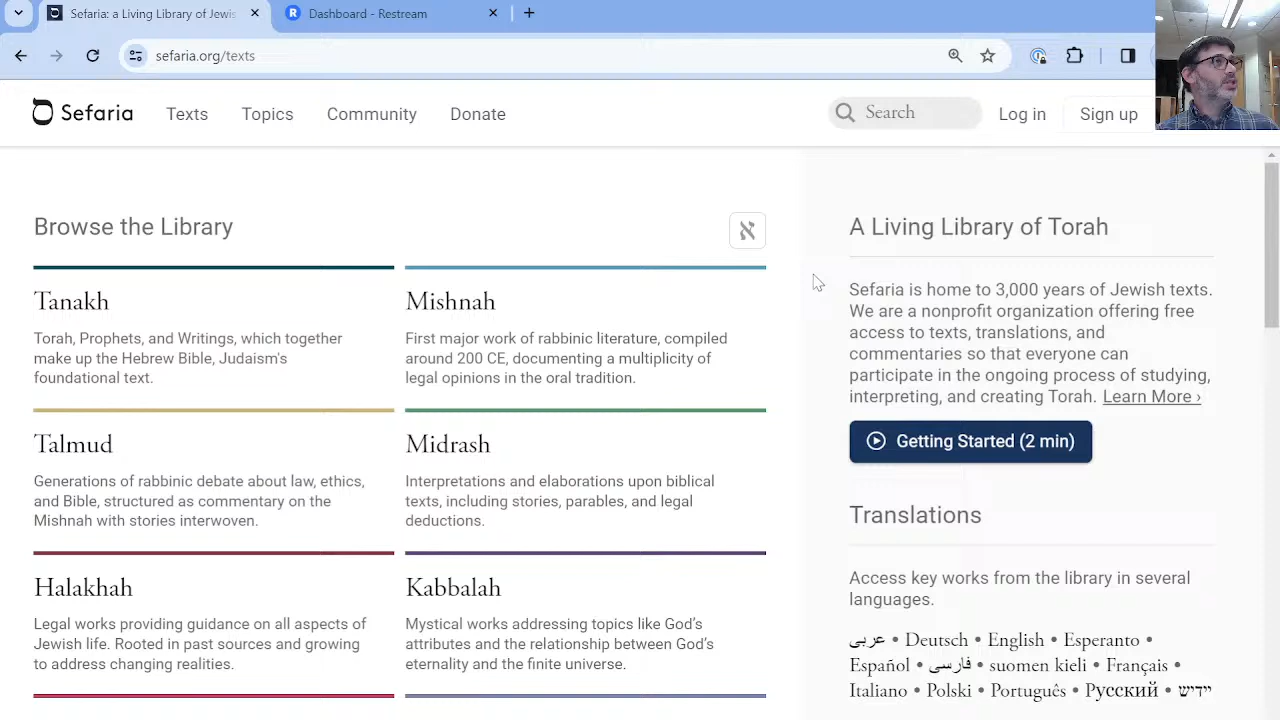 Sefaria: a Living Library of Jewis
Dashboard - Restream
sefaria.org/texts
Sefaria
Texts
Topics
Community
Donate
Search
Log in
Sign up
Browse the Library
א
Tanakh
Torah, Prophets, and Writings, which together
make up the Hebrew Bible, Judaism's
foundational text.
Mishnah
First major work of rabbinic literature, compiled
around 200 CE, documenting a multiplicity of
legal opinions in the oral tradition.
Talmud
Generations of rabbinic debate about law, ethics,
and Bible, structured as commentary on the
Mishnah with stories interwoven.
Midrash
Interpretations and elaborations upon biblical
texts, including stories, parables, and legal
deductions.
Halakhah
Legal works providing guidance on all aspects of
Jewish life. Rooted in past sources and growing
to address changing realities.
Kabbalah
Mystical works addressing topics like God's
attributes and the relationship between God's
eternality and the finite universe.
A Living Library of Torah
Sefaria is home to 3,000 years of Jewish texts.
We are a nonprofit organization offering free
access to texts, translations, and
commentaries so that everyone can
participate in the ongoing process of studying,
interpreting, and creating Torah. Learn More ›
Getting Started (2 min)
Translations
Access key works from the library in several
languages.
عربى • Deutsch • English • Esperanto •
Español • فارسی • suomen kieli • Français •
Italiano • Polski • Português • Русский • יידיש